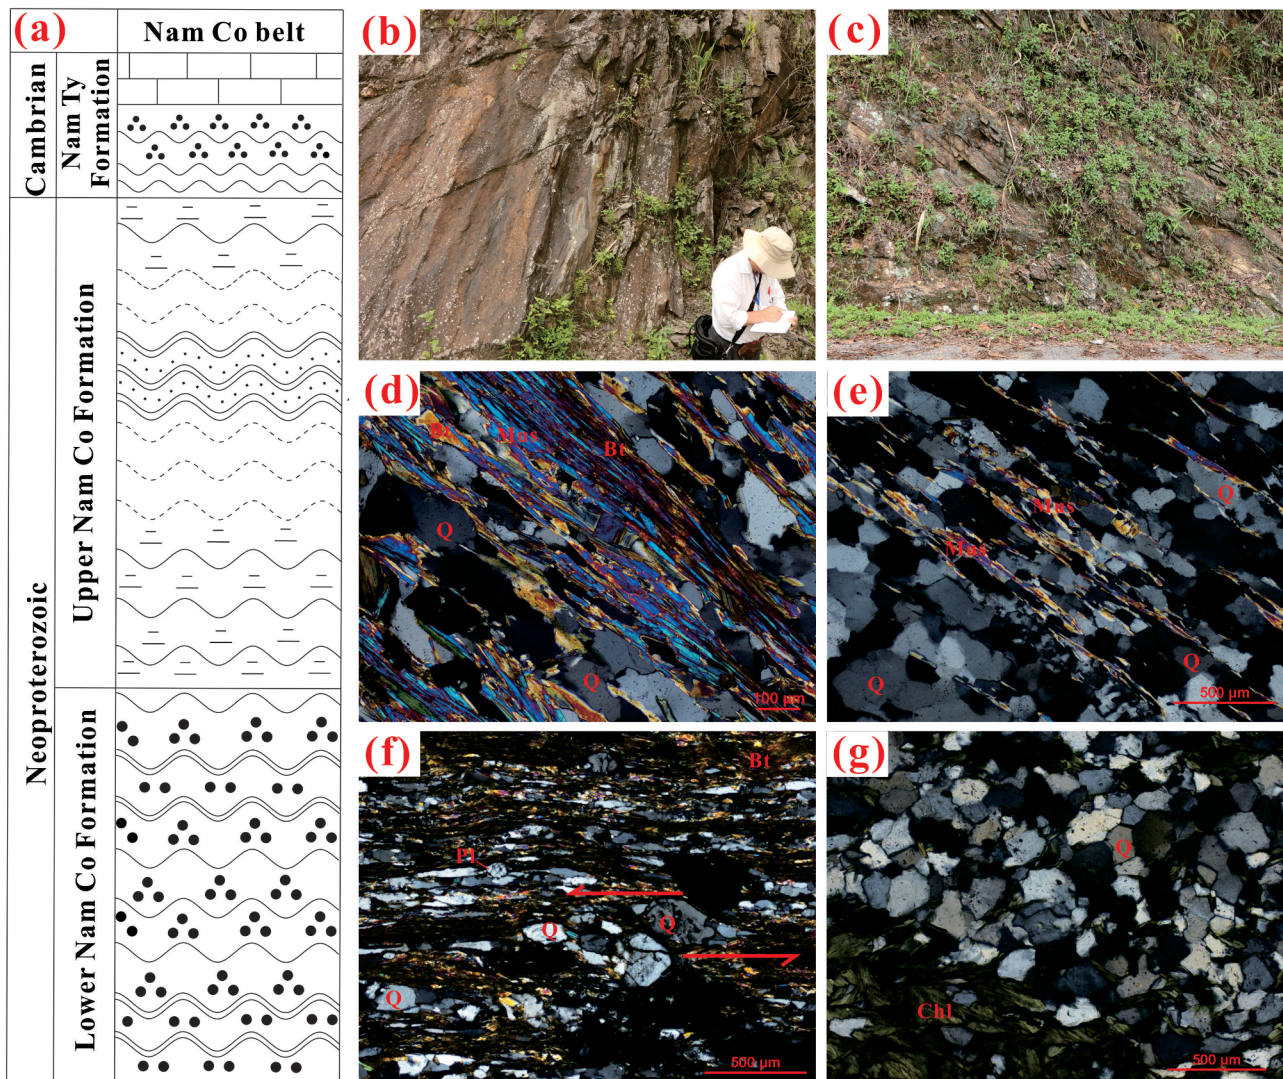 (a)
Nam Co belt
Cambrian
Nam Ty
Formation
Neoproterozoic
Upper Nam Co Formation
Lower Nam Co Formation
(b)
(c)
(d)
Bt
Mus
Bt
Q
Q
100 μm
(e)
Q
Mus
Mus
Q
Q
500 μm
(f)
Bt
Pl
Q
Q
Q
500 μm
(g)
Q
Chl
500 μm